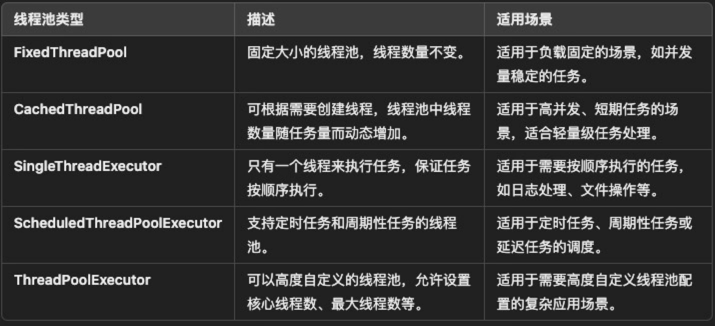 线程池类型 描述 适用场景
FixedThreadPool 固定大小的线程池，线程数量不变。 适用于负载固定的场景，如并发
量稳定的任务。
CachedThreadPool 可根据需要创建线程，线程池中线程 适用于高并发、短期任务的场
数量随任务量而动态增加。 景，适合轻量级任务处理。
SingleThreadExecutor 只有一个线程来执行任务，保证任务 适用于需要按顺序执行的任务，
按顺序执行。 如日志处理、文件操作等。
ScheduledThreadPoolExecutor 支持定时任务和周期性任务的线程 适用于定时任务、周期性任务或
池。 延迟任务的调度。
ThreadPoolExecutor 可以高度自定义的线程池，允许设置 适用于需要高度自定义线程池配
核心线程数、最大线程数等。 置的复杂应用场景。